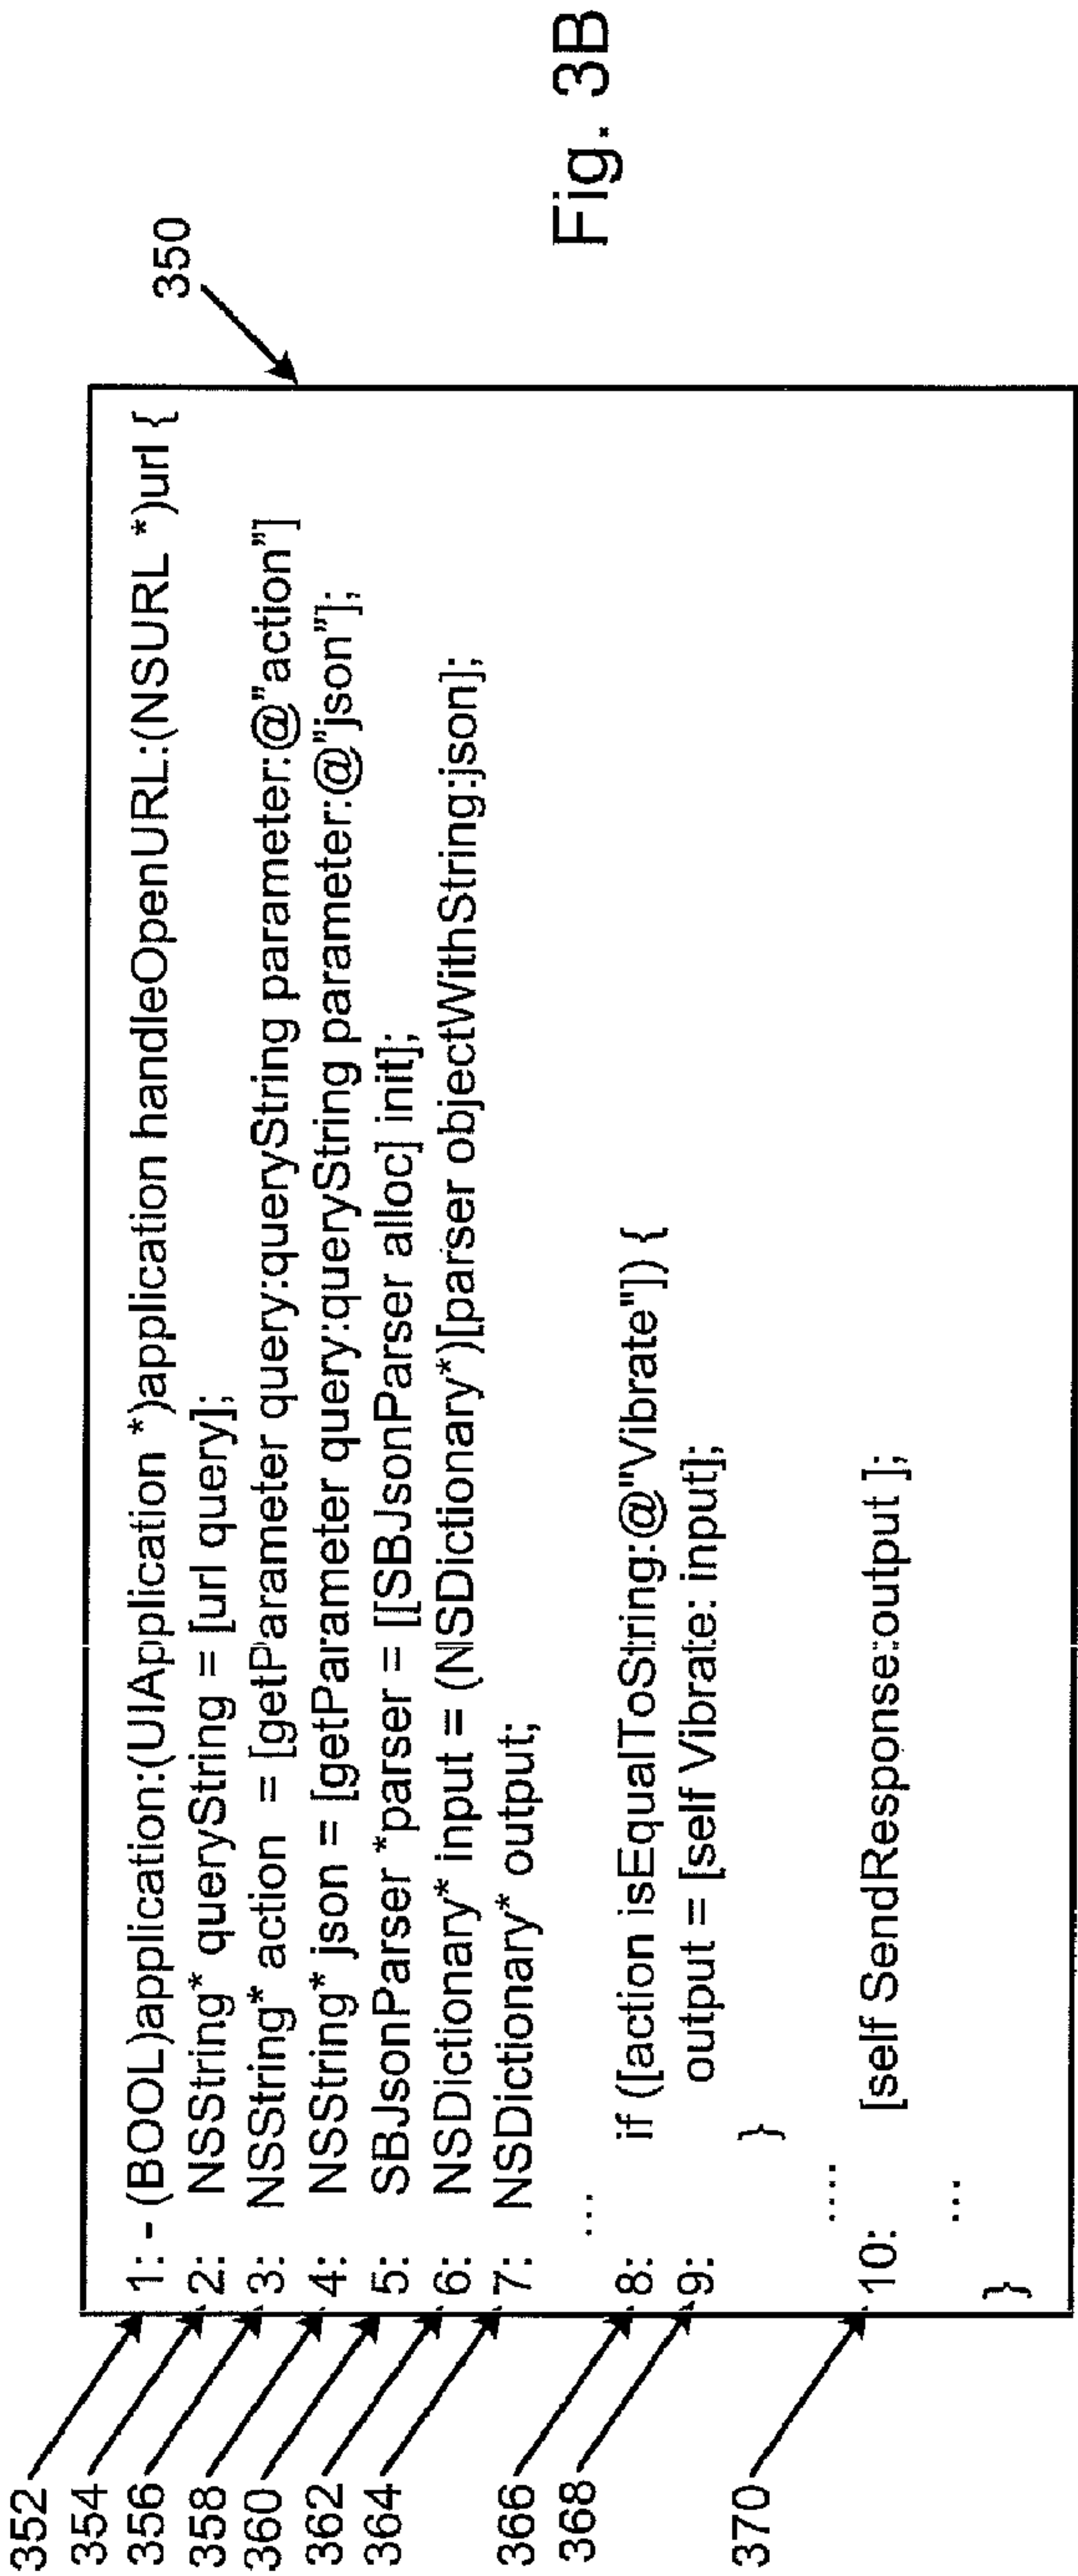 350
352
1: - (BOOL)application:(UIApplication *)application handleOpenURL:(NSURL *)url {
354
2: NSString* queryString = [url query];
356
3: NSString* action = [getParameter query:queryString parameter:@"action"]
358
4: NSString* json = [getParameter query:queryString parameter:@"json"];
360
5: SBJsonParser *parser = [[SBJsonParser alloc] init];
362
6: NSDictionary* input = (NSDictionary*)[parser objectWithString:json];
364
7: NSDictionary* output;
...
366
8: if ([action isEqualToString:@"Vibrate"]) {
368
9: output = [self Vibrate: input];
}
....
370
10: [self SendResponse:output ];
...
}
Fig. 3B